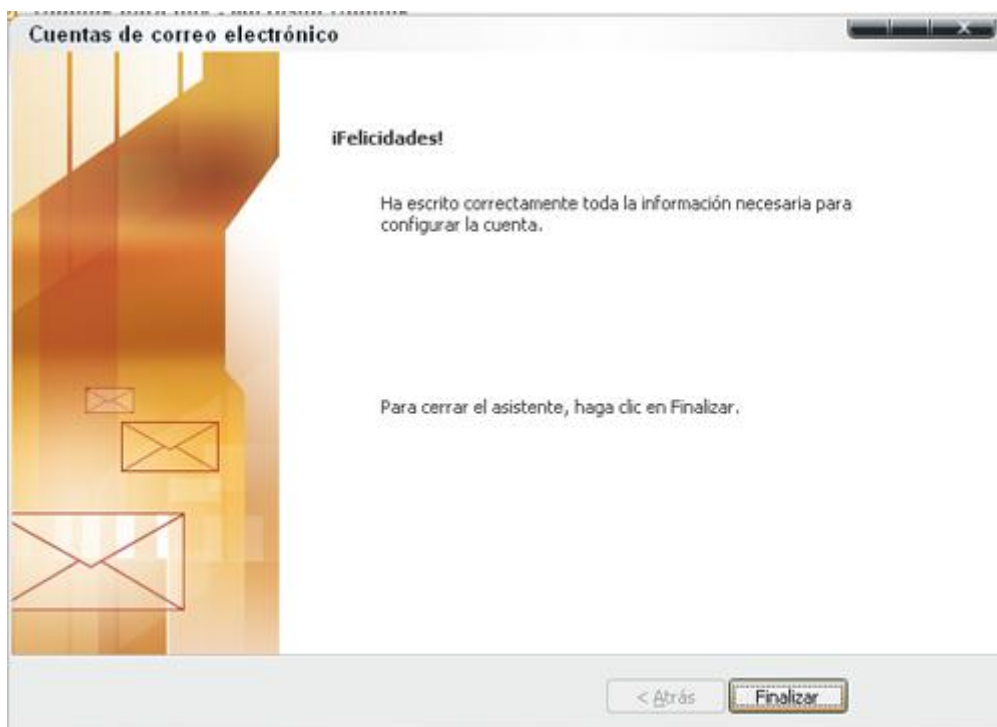 Cuentas de correo electrónico
¡Felicidades!
Ha escrito correctamente toda la información necesaria para
configurar la cuenta.
Para cerrar el asistente, haga clic en Finalizar.
< Atrás
Finalizar